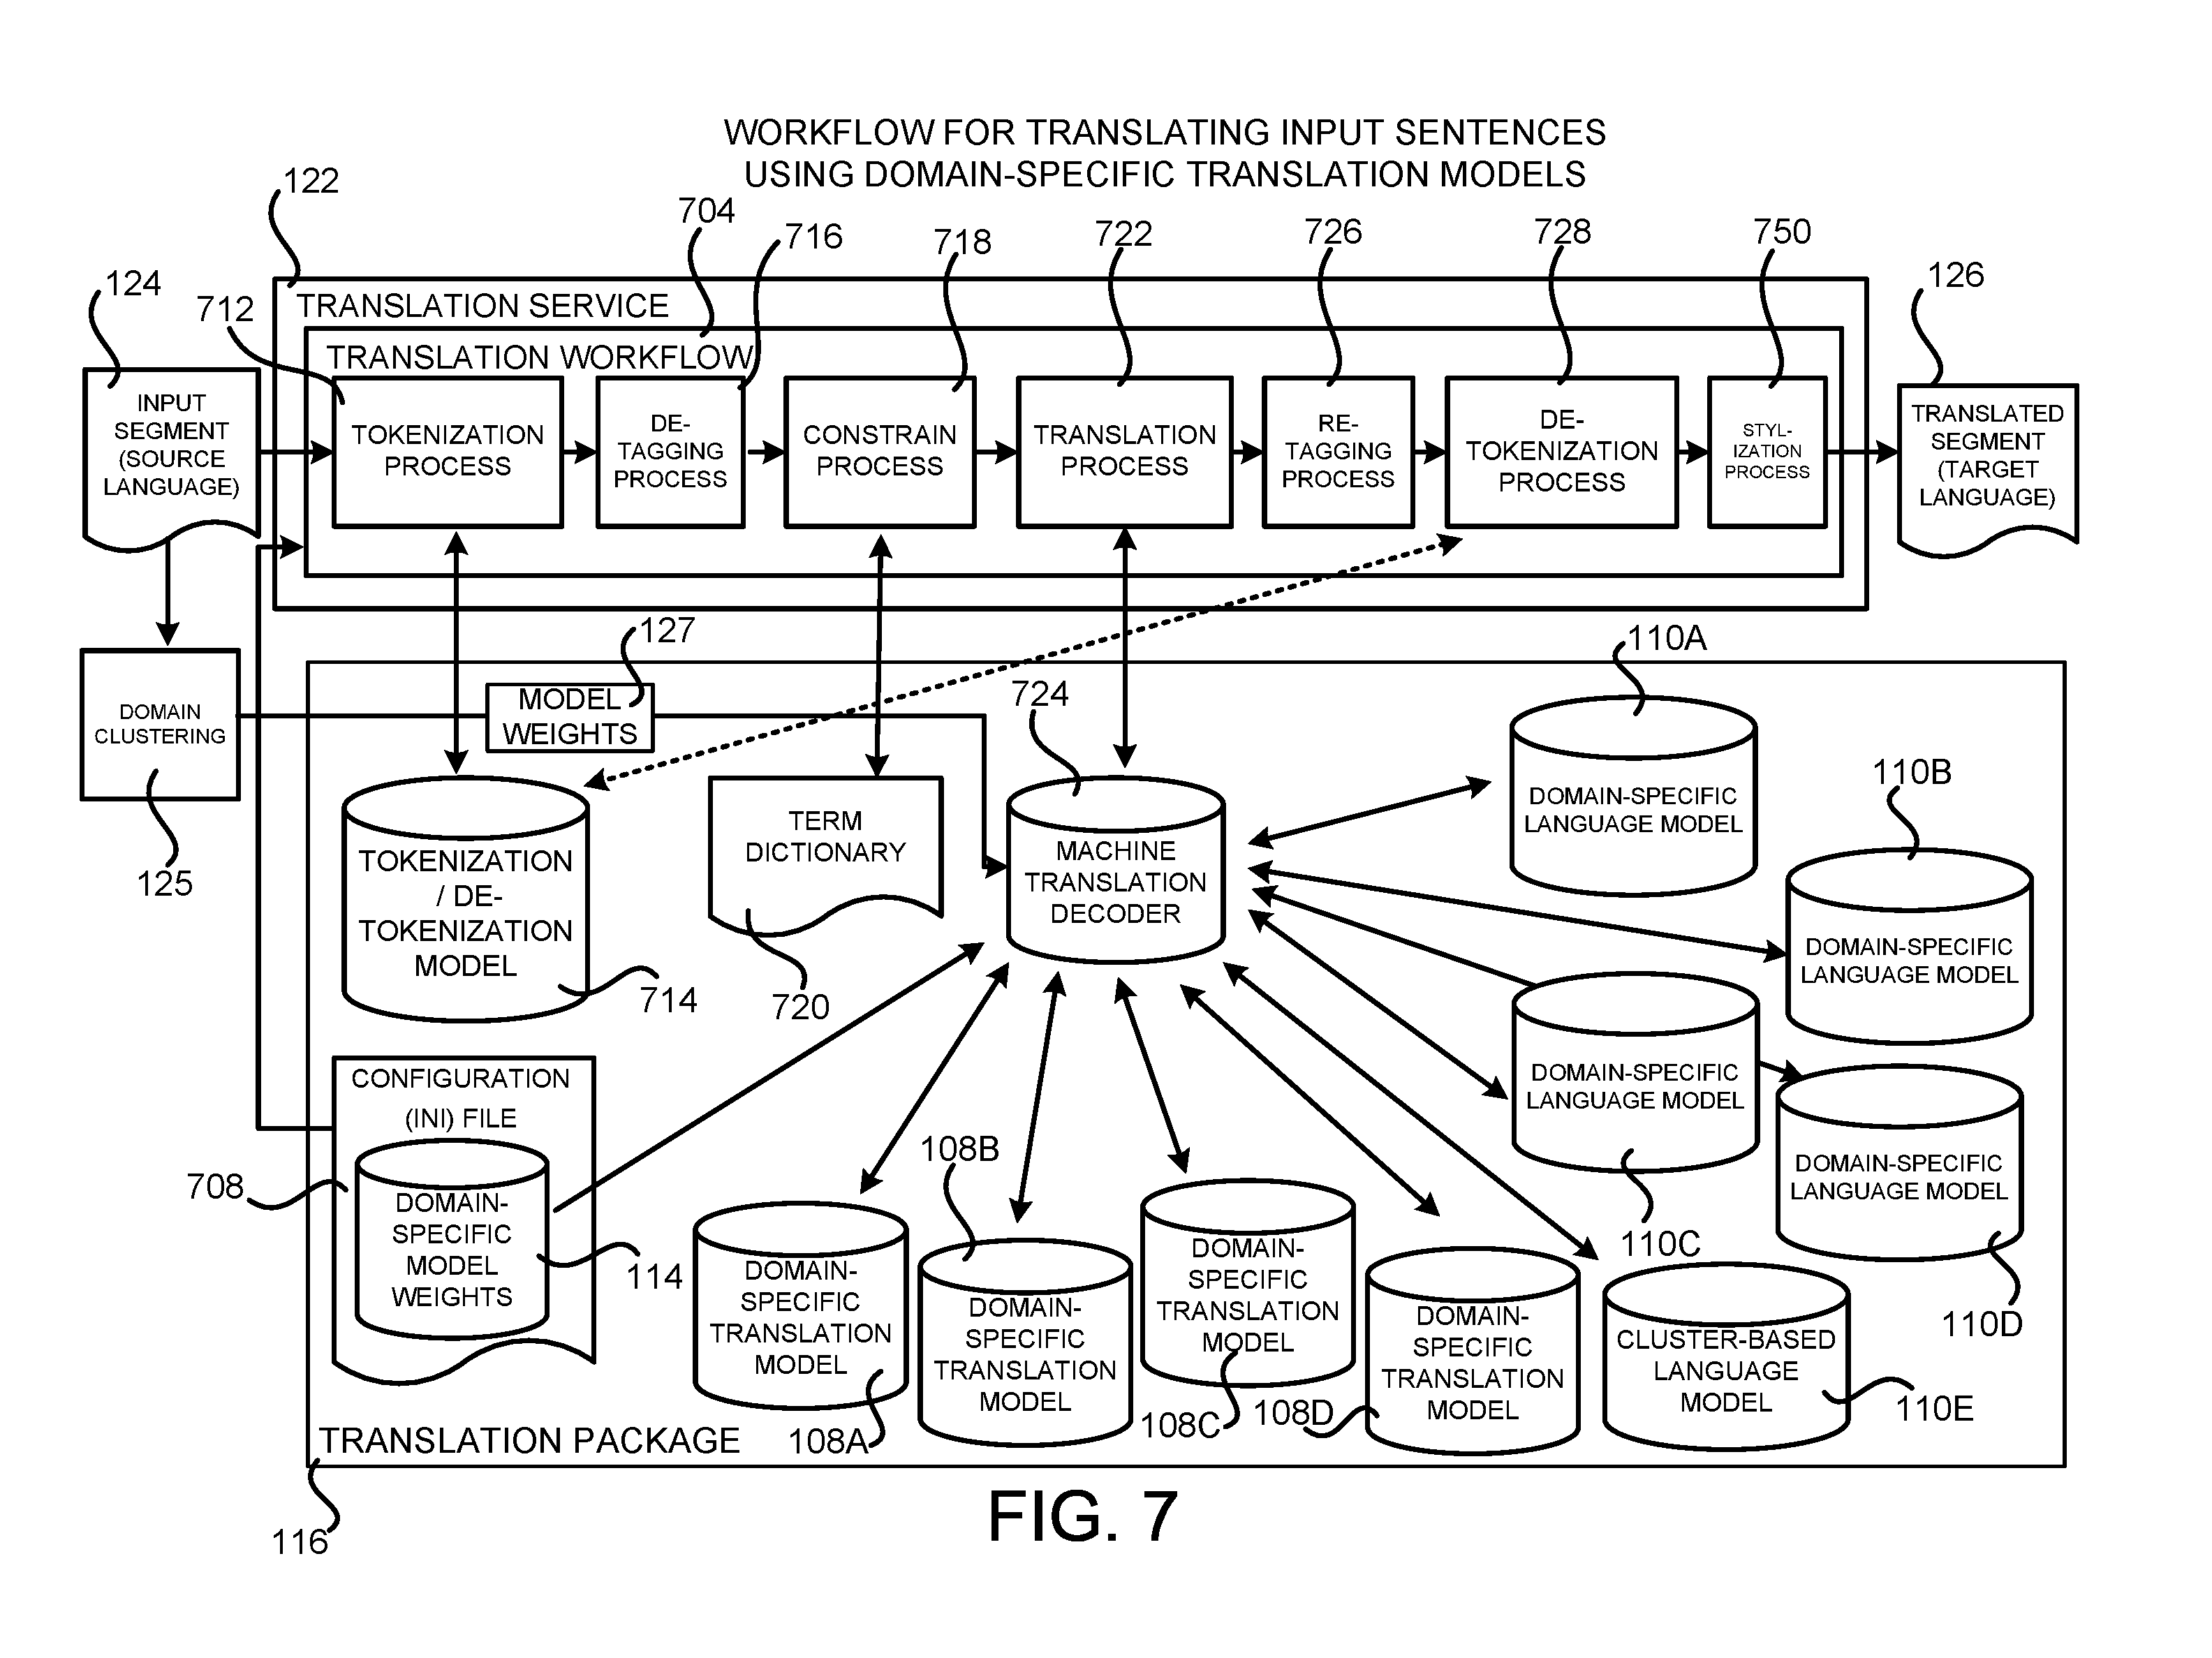 WORKFLOW FOR TRANSLATING INPUT SENTENCES
USING DOMAIN-SPECIFIC TRANSLATION MODELS
122
704
716
718
722
726
728
750
124
712
126
TRANSLATION SERVICE
TRANSLATION WORKFLOW
INPUT
SEGMENT
(SOURCE
LANGUAGE)
TOKENIZATION
PROCESS
DE-
TAGGING
PROCESS
CONSTRAIN
PROCESS
TRANSLATION
PROCESS
RE-
TAGGING
PROCESS
DE-
TOKENIZATION
PROCESS
STYL-
IZATION
PROCESS
TRANSLATED
SEGMENT
(TARGET
LANGUAGE)
127
110A
DOMAIN
CLUSTERING
125
MODEL
WEIGHTS
724
110B
TOKENIZATION
/ DE-
TOKENIZATION
MODEL
714
TERM
DICTIONARY
720
MACHINE
TRANSLATION
DECODER
DOMAIN-SPECIFIC
LANGUAGE MODEL
DOMAIN-SPECIFIC
LANGUAGE MODEL
DOMAIN-SPECIFIC
LANGUAGE MODEL
110C
DOMAIN-SPECIFIC
LANGUAGE MODEL
110D
CONFIGURATION
(INI) FILE
708
DOMAIN-
SPECIFIC
MODEL
WEIGHTS
114
DOMAIN-
SPECIFIC
TRANSLATION
MODEL
108A
108B
DOMAIN-
SPECIFIC
TRANSLATION
MODEL
DOMAIN-
SPECIFIC
TRANSLATION
MODEL
108C
108D
DOMAIN-
SPECIFIC
TRANSLATION
MODEL
CLUSTER-BASED
LANGUAGE
MODEL
110E
TRANSLATION PACKAGE
116
FIG. 7